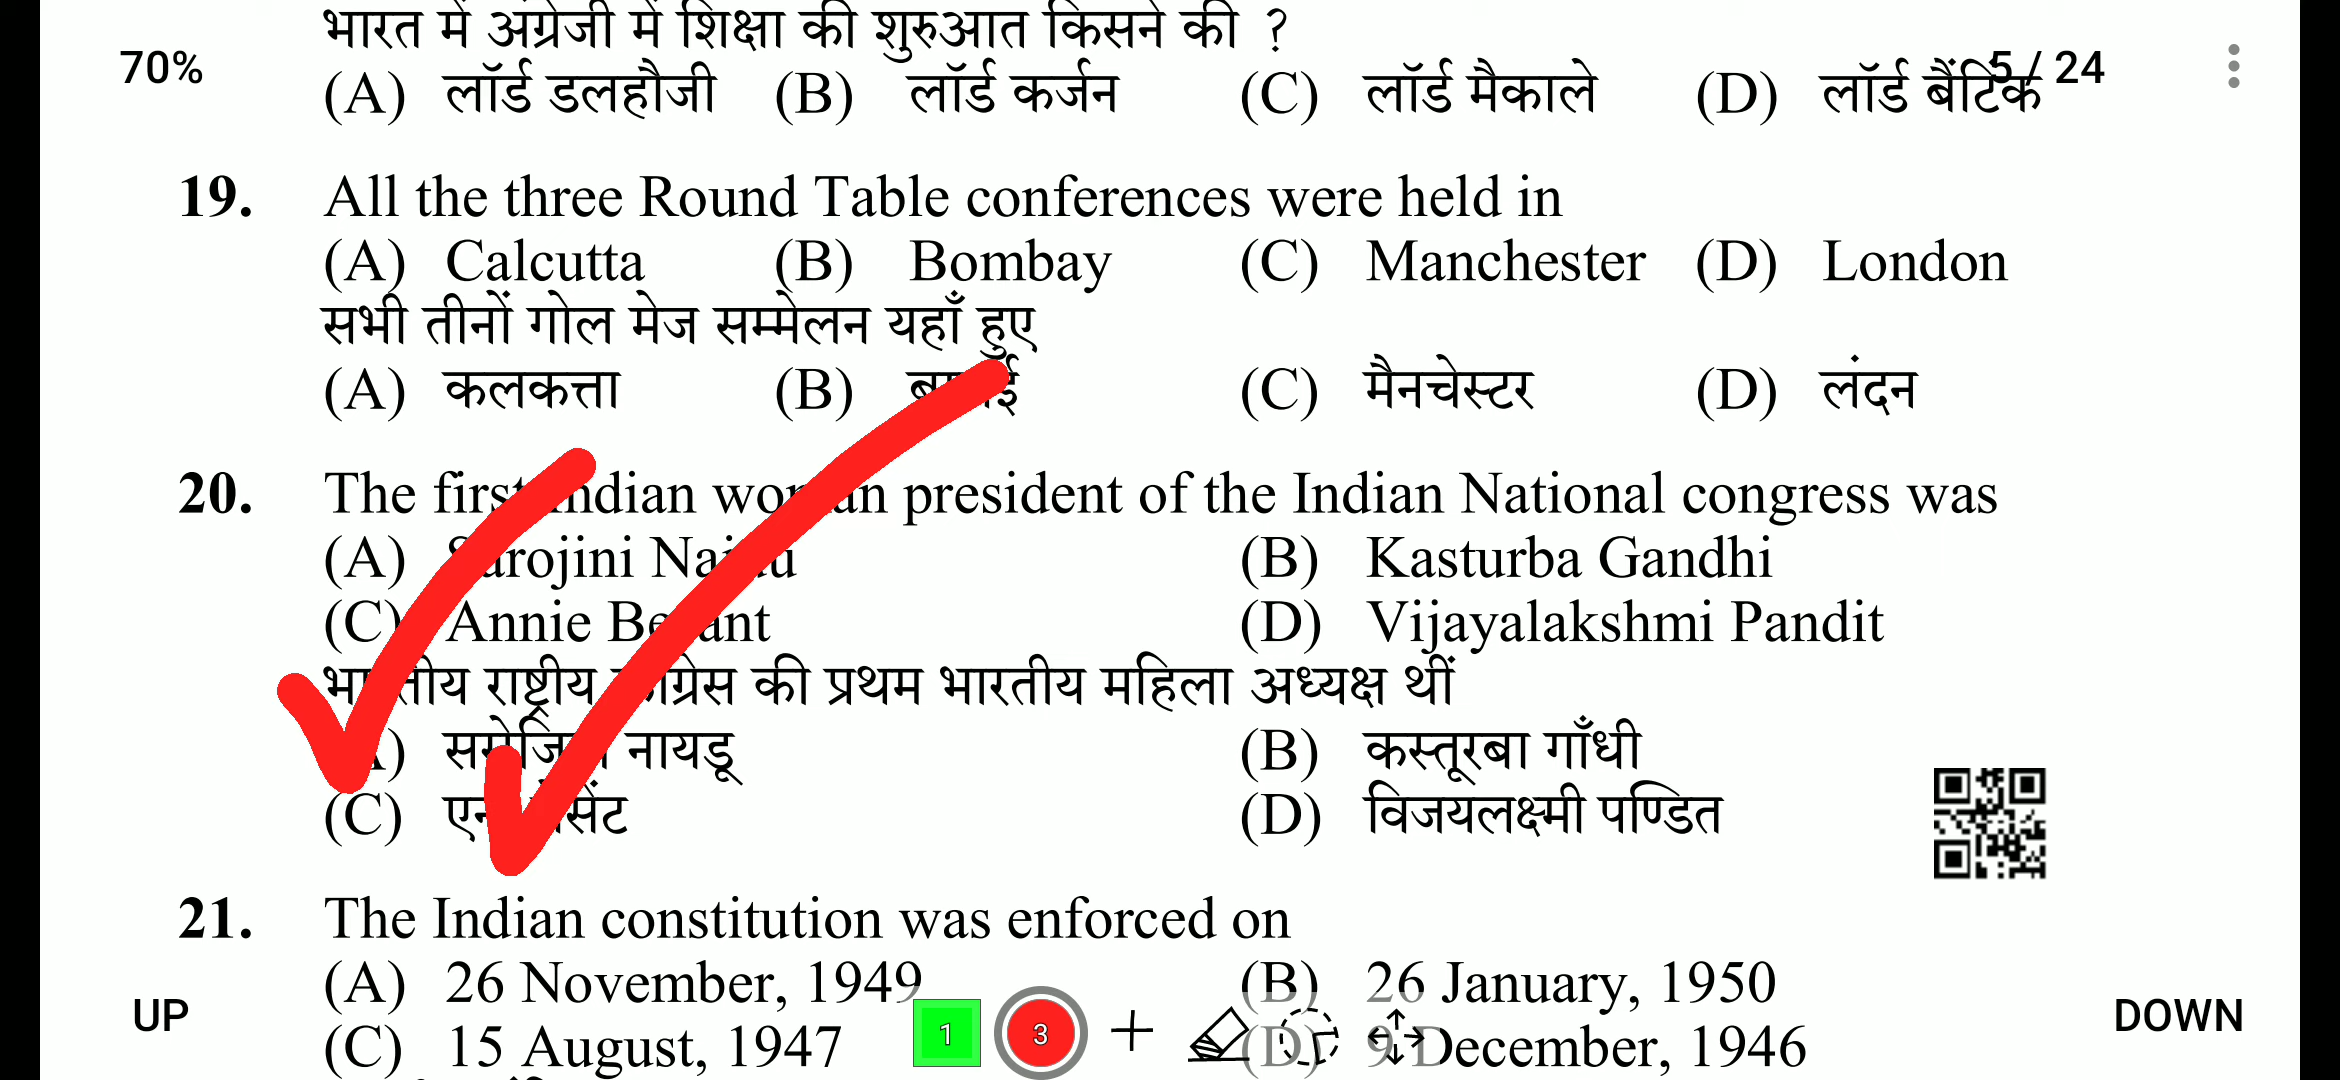 भारत में अंग्रेजी में शिक्षा की शुरुआत किसने की ?
70%
5 / 24
(A) लॉर्ड डलहौजी (B) लॉर्ड कर्जन (C) लॉर्ड मैकाले (D) लॉर्ड बैंटिक
19. All the three Round Table conferences were held in
(A) Calcutta (B) Bombay (C) Manchester (D) London
सभी तीनों गोल मेज सम्मेलन यहाँ हुए
(A) कलकत्ता (B) (C) मैनचेस्टर (D) लंदन
20. The first Indian woman president of the Indian National congress was
(A) Sarojini Naidu (B) Kasturba Gandhi
(C) Annie Besant (D) Vijayalakshmi Pandit
भारतीय राष्ट्रीय कांग्रेस की प्रथम भारतीय महिला अध्यक्ष थीं
(A) सरोजिनी नायडू (B) कस्तूरबा गाँधी
(C) (D) विजयलक्ष्मी पण्डित
21. The Indian constitution was enforced on
(A) 26 November, 1949 (B) 26 January, 1950
UP
DOWN
(C) 15 August, 1947 (D) 9 December, 1946
1
3